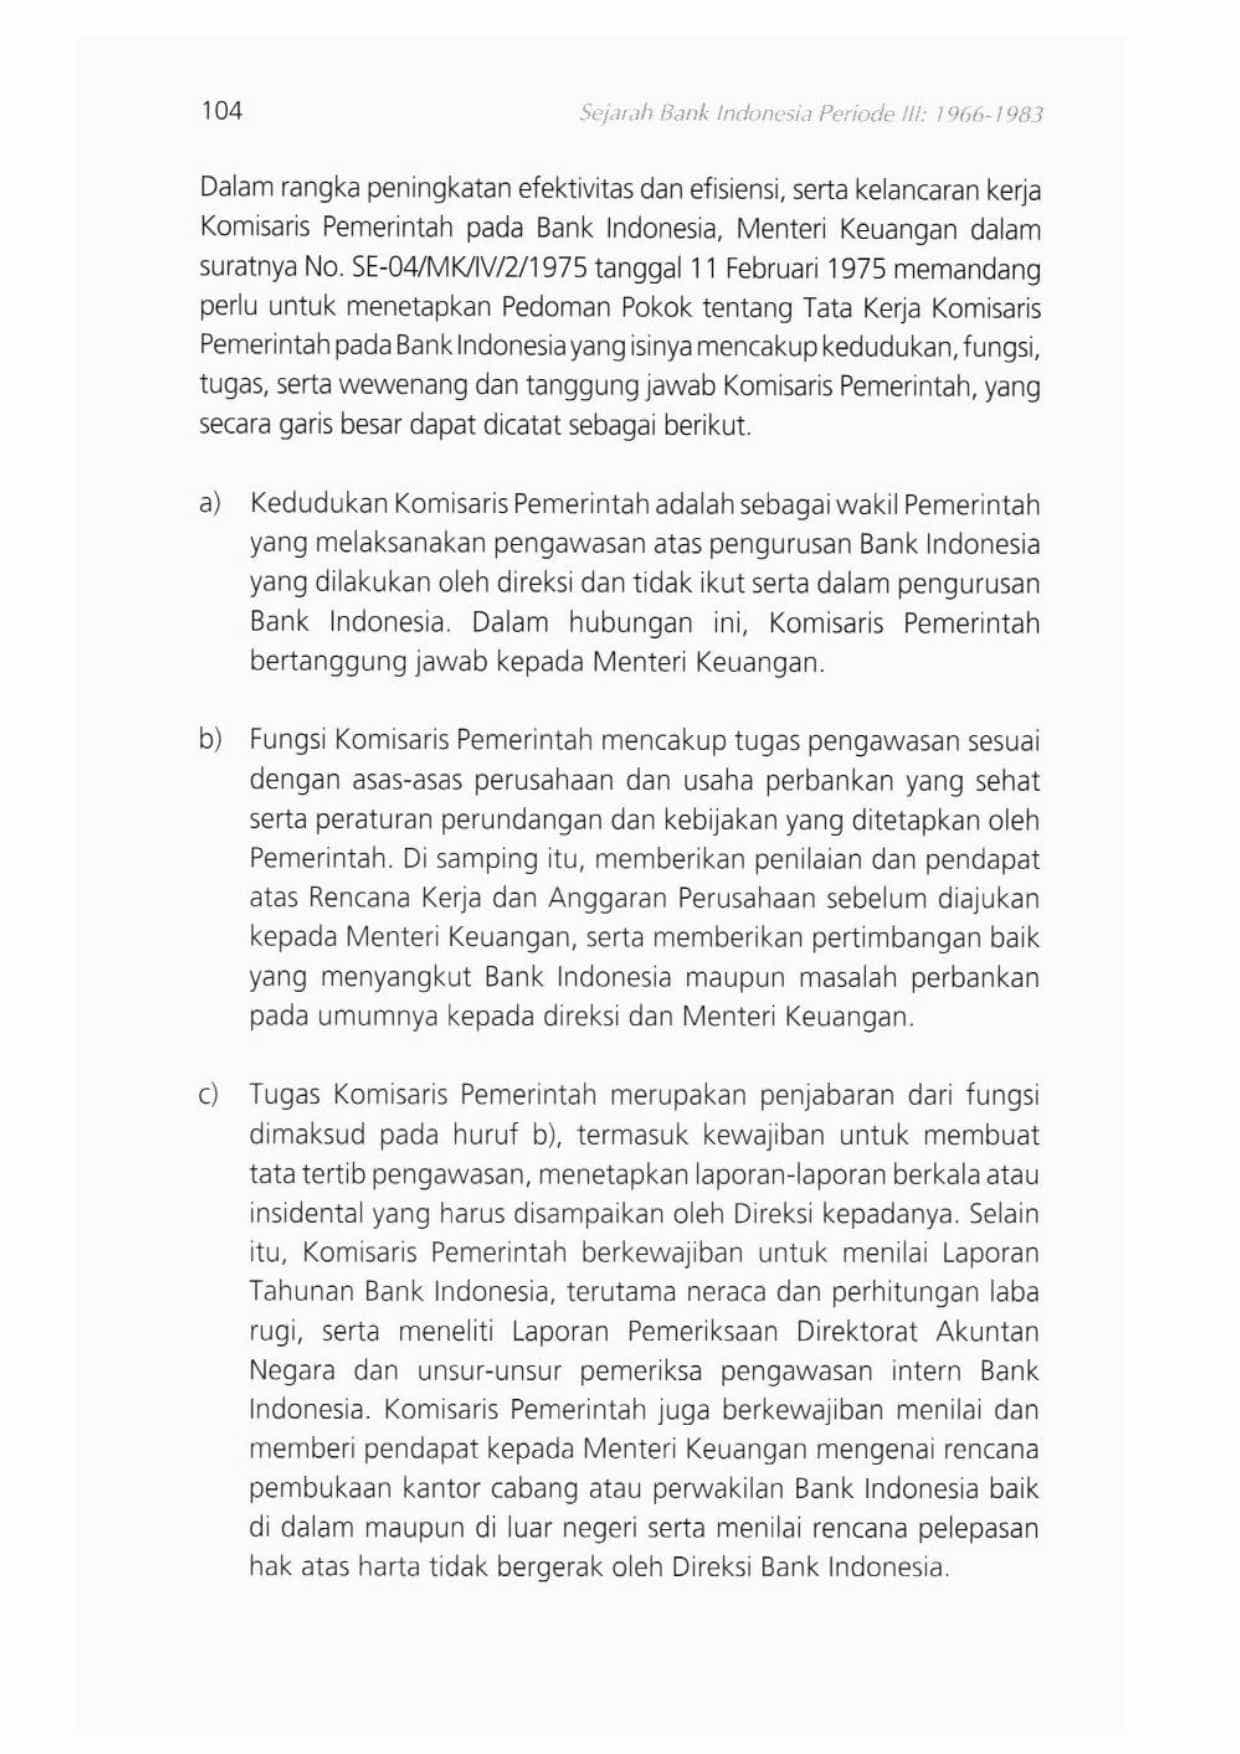 104
Sejarah Bank Indonesia Periode III: 1966-1983
Dalam rangka peningkatan efektivitas dan efisiensi, serta kelancaran kerja
Komisaris Pemerintah pada Bank Indonesia, Menteri Keuangan dalam
suratnya No. SE-04/MK/IV/2/1975 tanggal 11 Februari 1975 memandang
perlu untuk menetapkan Pedoman Pokok tentang Tata Kerja Komisaris
Pemerintah pada Bank Indonesia yang isinya mencakup kedudukan, fungsi,
tugas, serta wewenang dan tanggung jawab Komisaris Pemerintah, yang
secara garis besar dapat dicatat sebagai berikut.
a) Kedudukan Komisaris Pemerintah adalah sebagai wakil Pemerintah
yang melaksanakan pengawasan atas pengurusan Bank Indonesia
yang dilakukan oleh direksi dan tidak ikut serta dalam pengurusan
Bank Indonesia. Dalam hubungan ini, Komisaris Pemerintah
bertanggung jawab kepada Menteri Keuangan.
b) Fungsi Komisaris Pemerintah mencakup tugas pengawasan sesuai
dengan asas-asas perusahaan dan usaha perbankan yang sehat
serta peraturan perundangan dan kebijakan yang ditetapkan oleh
Pemerintah. Di samping itu, memberikan penilaian dan pendapat
atas Rencana Kerja dan Anggaran Perusahaan sebelum diajukan
kepada Menteri Keuangan, serta memberikan pertimbangan baik
yang menyangkut Bank Indonesia maupun masalah perbankan
pada umumnya kepada direksi dan Menteri Keuangan.
c) Tugas Komisaris Pemerintah merupakan penjabaran dari fungsi
dimaksud pada huruf b), termasuk kewajiban untuk membuat
tata tertib pengawasan, menetapkan laporan-laporan berkala atau
insidental yang harus disampaikan oleh Direksi kepadanya. Selain
itu, Komisaris Pemerintah berkewajiban untuk menilai Laporan
Tahunan Bank Indonesia, terutama neraca dan perhitungan laba
rugi, serta meneliti Laporan Pemeriksaan Direktorat Akuntan
Negara dan unsur-unsur pemeriksa pengawasan intern Bank
Indonesia. Komisaris Pemerintah juga berkewajiban menilai dan
memberi pendapat kepada Menteri Keuangan mengenai rencana
pembukaan kantor cabang atau perwakilan Bank Indonesia baik
di dalam maupun di luar negeri serta menilai rencana pelepasan
hak atas harta tidak bergerak oleh Direksi Bank Indonesia.